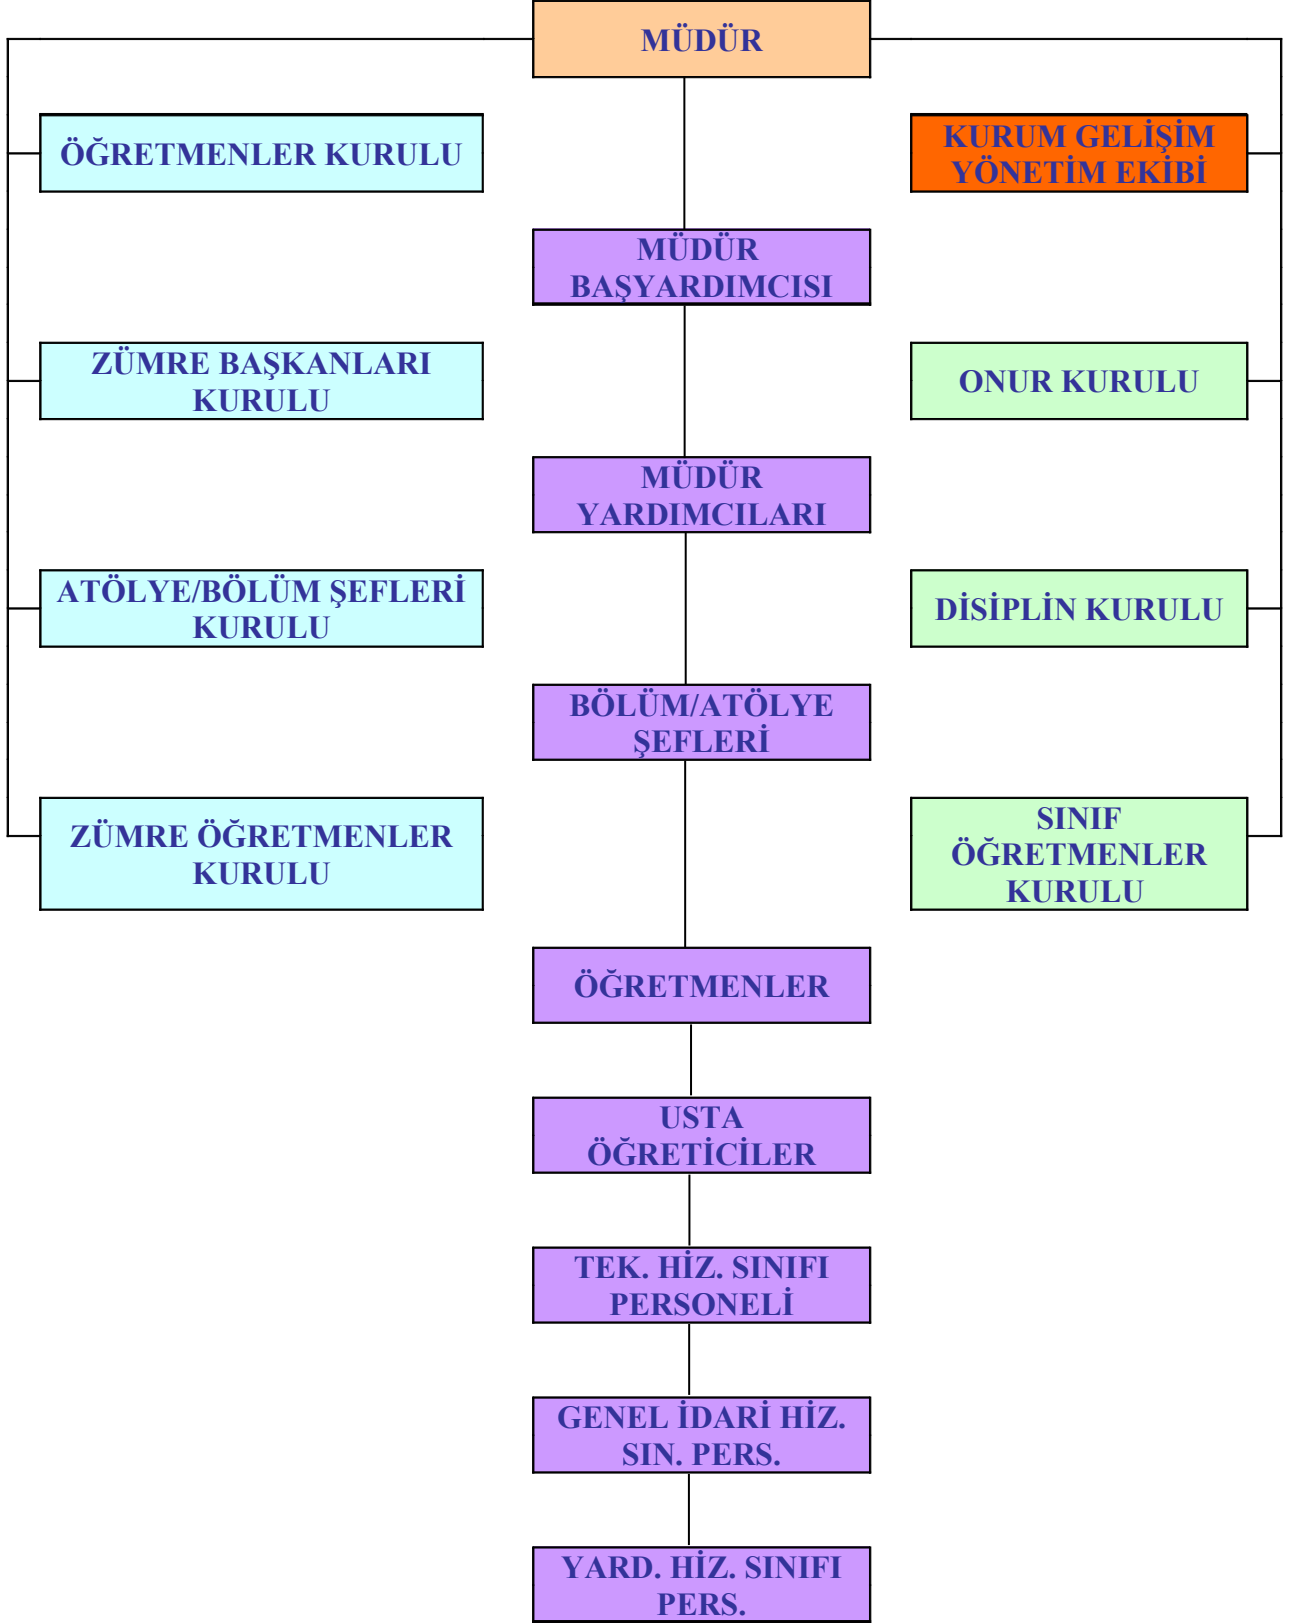 MÜDÜR
ÖĞRETMENLER KURULU
KURUM GELİŞİM
YÖNETİM EKİBİ
MÜDÜR
BAŞYARDIMCISI
ZÜMRE BAŞKANLARI
KURULU
ONUR KURULU
MÜDÜR
YARDIMCILARI
ATÖLYE/BÖLÜM ŞEFLERİ
KURULU
DİSİPLİN KURULU
BÖLÜM/ATÖLYE
ŞEFLERİ
ZÜMRE ÖĞRETMENLER
KURULU
SINIF
ÖĞRETMENLER
KURULU
ÖĞRETMENLER
USTA
ÖĞRETİCİLER
TEK. HİZ. SINIFI
PERSONELİ
GENEL İDARİ HİZ.
SIN. PERS.
YARD. HİZ. SINIFI
PERS.